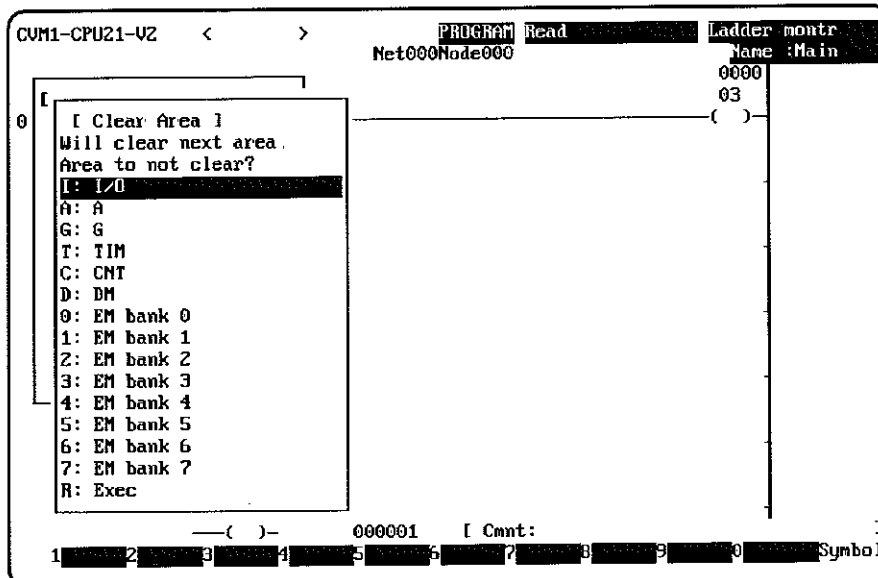 CVM1-CPU21-V2 < > PROGRAM Read Ladder montr
Net000Node000 Name :Main
0000
03
[
0 ( )
[ Clear Area ]
Will clear next area.
Area to not clear?
I: I/O
A: A
G: G
T: TIM
C: CNT
D: DM
0: EM bank 0
1: EM bank 1
2: EM bank 2
3: EM bank 3
4: EM bank 4
5: EM bank 5
6: EM bank 6
7: EM bank 7
R: Exec
—( )- 000001 [ Cmnt: ]
1 2 3 4 5 6 7 8 9 0 Symbol